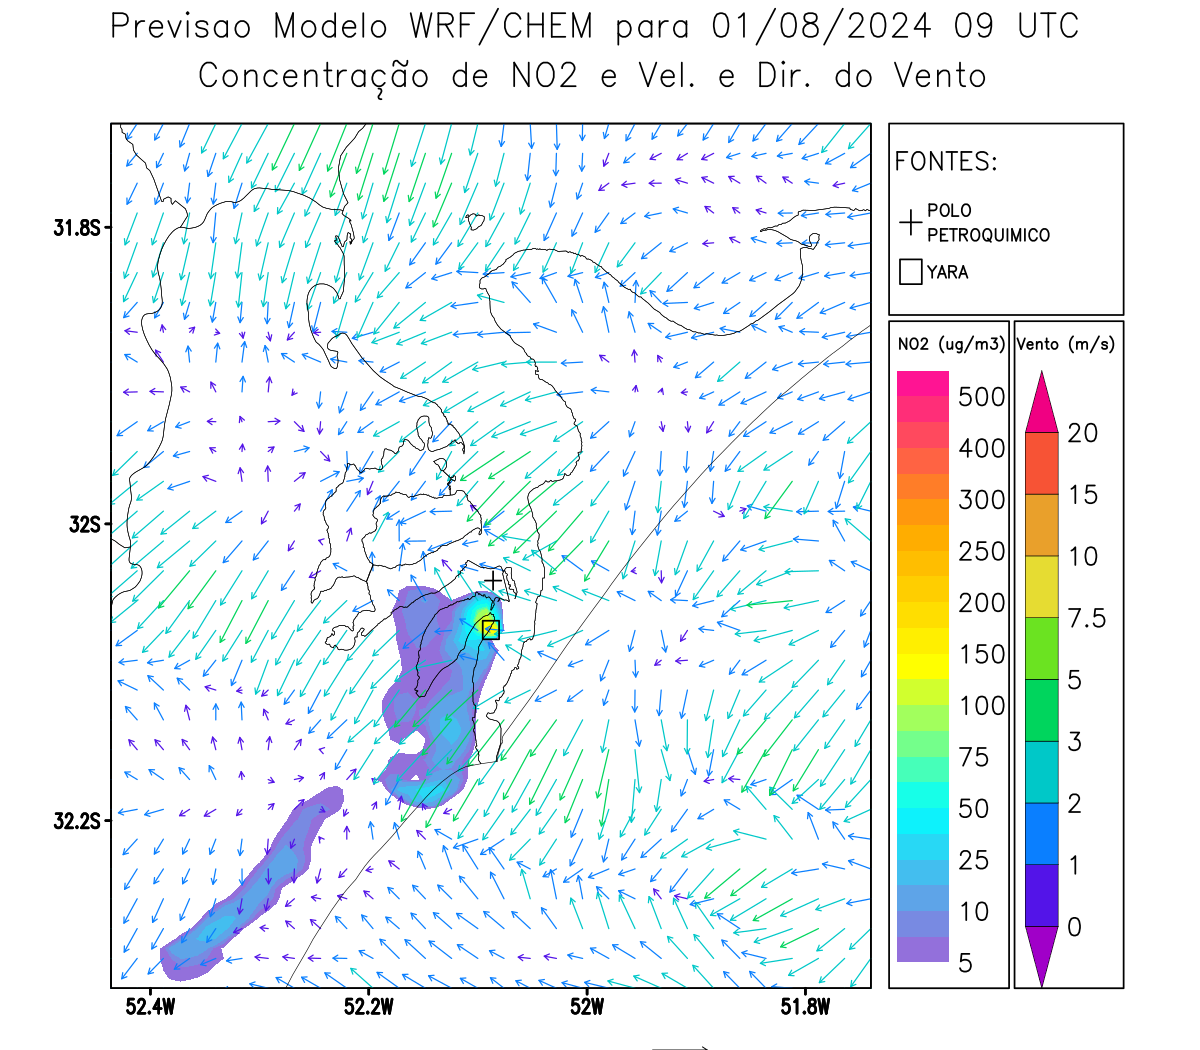 Previsao Modelo WRF/CHEM para 01/08/2024 09 UTC
Concentração de NO2 e Vel. e Dir. do Vento
FONTES:
POLO
PETROQUIMICO
YARA
NO2 (ug/m3)
500
400
300
250
200
150
100
75
50
25
10
5
Vento (m/s)
20
15
10
7.5
5
3
2
1
0
31.8S
32S
32.2S
52.4W
52.2W
52W
51.8W